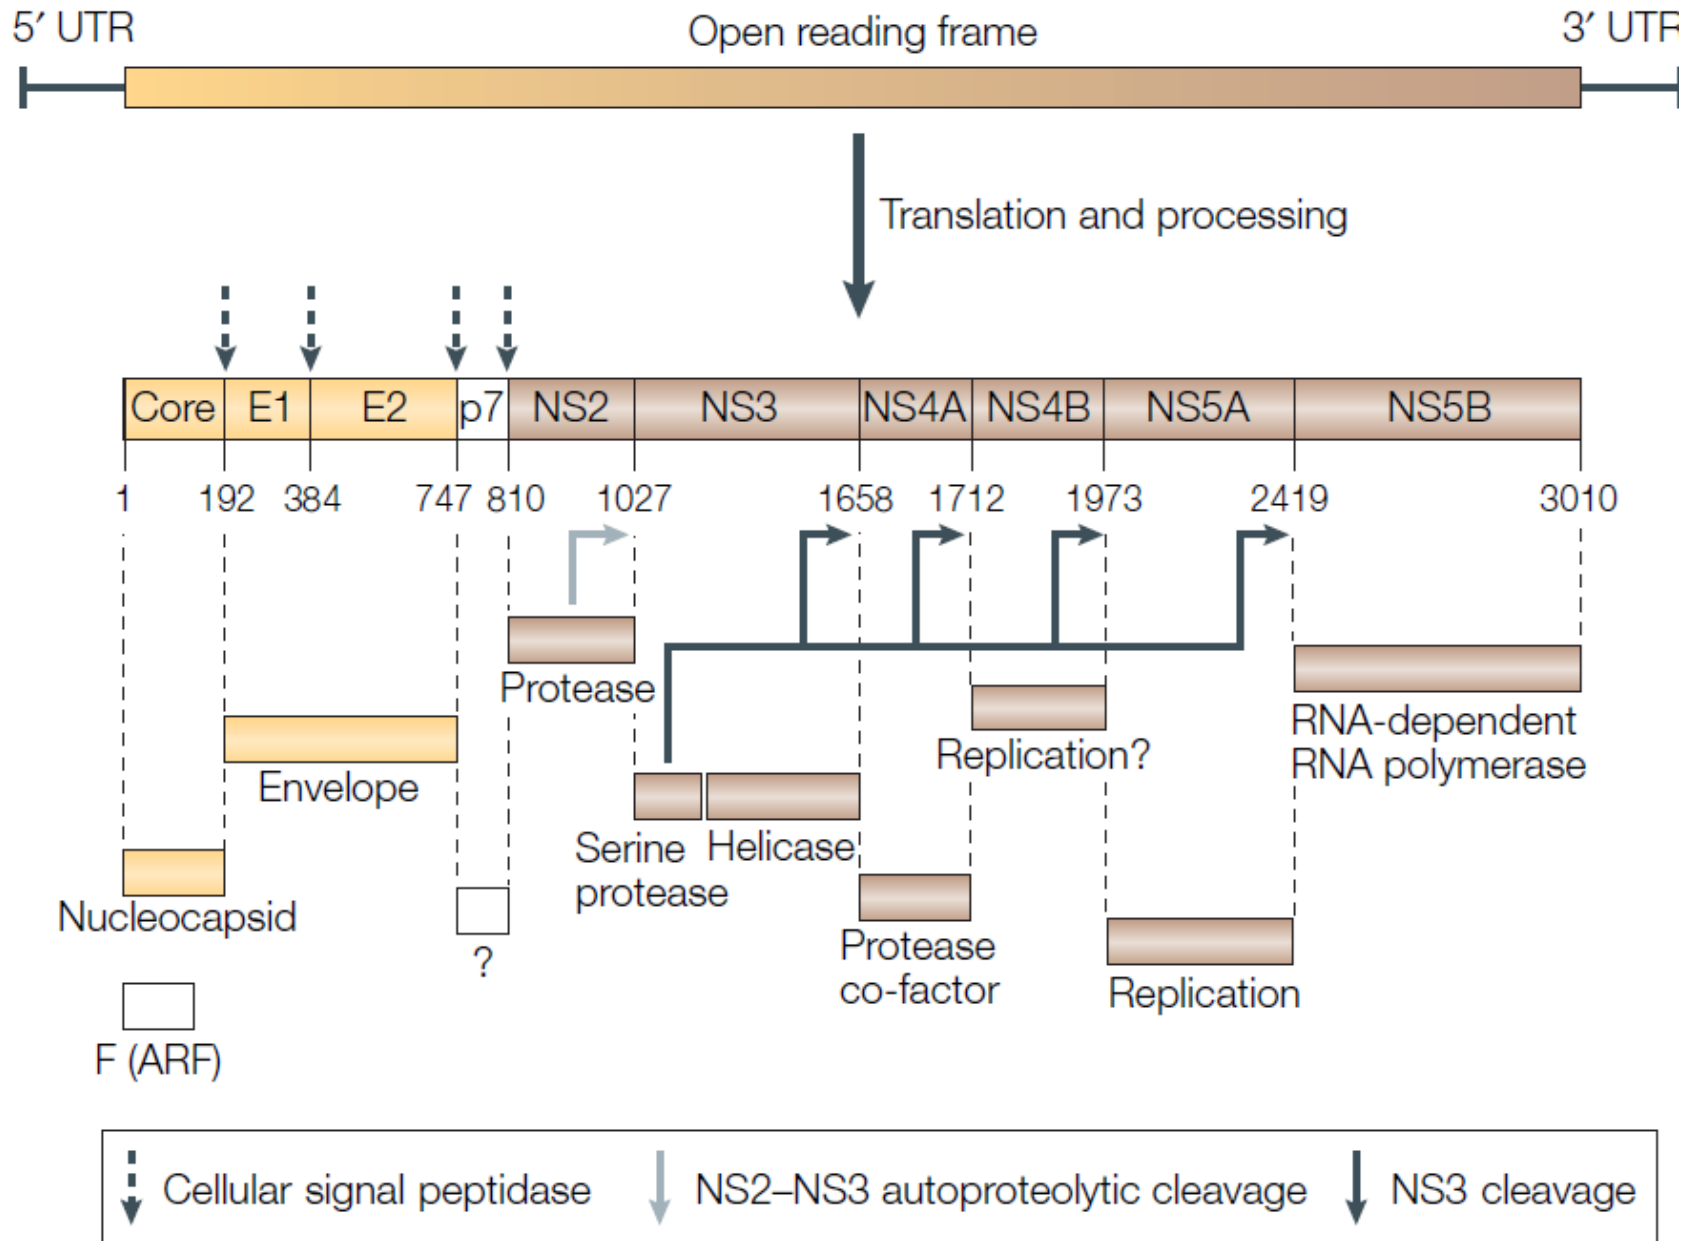 5′ UTR
Open reading frame
3′ UTR
Translation and processing
Core E1 E2 p7 NS2 NS3 NS4A NS4B NS5A NS5B
1 192 384 747 810 1027 1658 1712 1973 2419 3010
Protease
Envelope
Nucleocapsid
F (ARF)
?
Serine
protease
Helicase
Protease
co-factor
Replication?
Replication
RNA-dependent
RNA polymerase
Cellular signal peptidase
NS2–NS3 autoproteolytic cleavage
NS3 cleavage